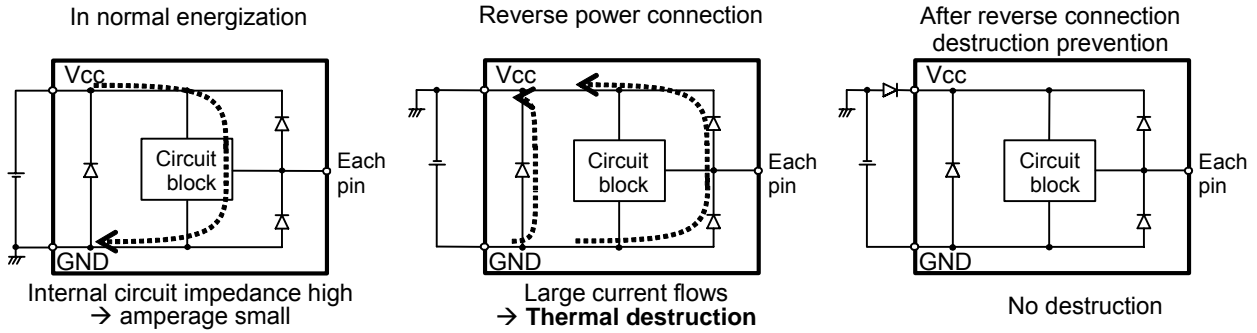 In normal energization
Vcc
Circuit
block
Each
pin
GND
Internal circuit impedance high
→ amperage small
Reverse power connection
Vcc
Circuit
block
Each
pin
GND
Large current flows
→ Thermal destruction
After reverse connection
destruction prevention
Vcc
Circuit
block
Each
pin
GND
No destruction